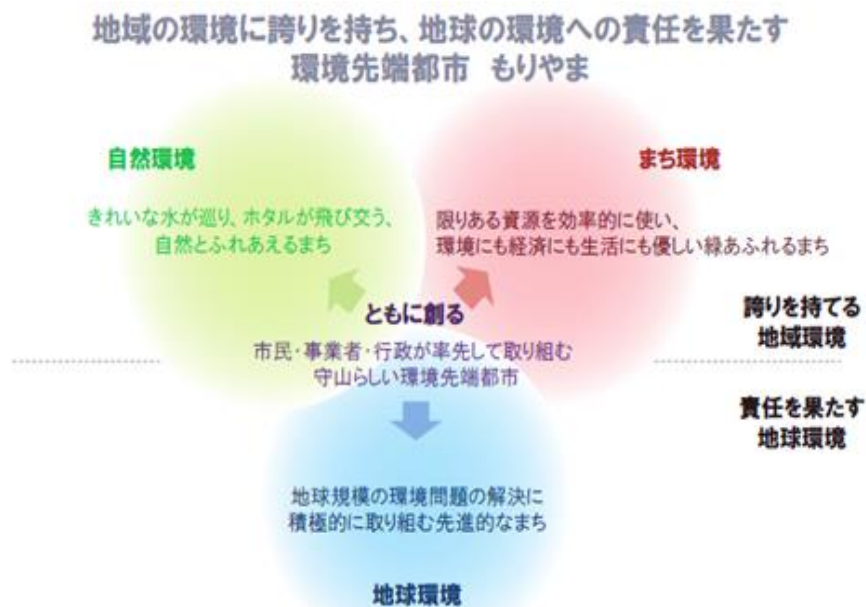 地域の環境に誇りを持ち、地球の環境への責任を果たす
環境先端都市 もりやま
自然環境
きれいな水が巡り、ホタルが飛び交う、
自然とふれあえるまち
まち環境
限りある資源を効率的に使い、
環境にも経済にも生活にも優しい緑あふれるまち
ともに創る
市民・事業者・行政が率先して取り組む
守山らしい環境先端都市
誇りを持てる
地域環境
責任を果たす
地球環境
地球規模の環境問題の解決に
積極的に取り組む先進的なまち
地球環境